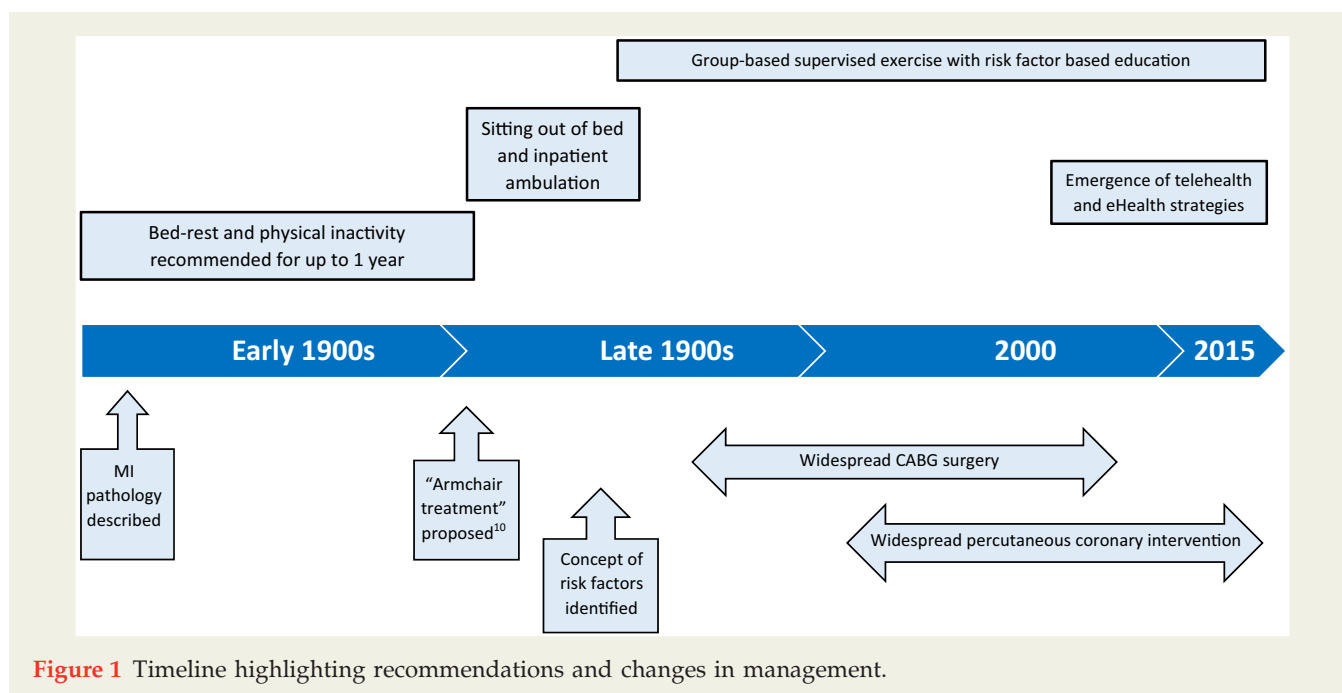 Group-based supervised exercise with risk factor based education
Sitting out of bed
and inpatient
ambulation
Emergence of telehealth
and eHealth strategies
Bed-rest and physical inactivity
recommended for up to 1 year
Early 1900s
Late 1900s
2000
2015
MI
pathology
described
“Armchair
treatment”
proposed¹⁰
Concept of
risk factors
identified
Widespread CABG surgery
Widespread percutaneous coronary intervention
Figure 1 Timeline highlighting recommendations and changes in management.